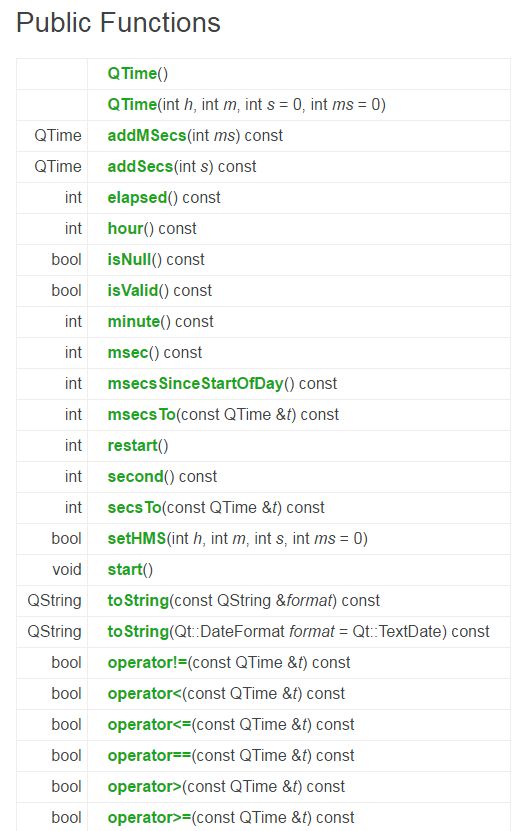 Public Functions
QTime()
QTime(int h, int m, int s = 0, int ms = 0)
QTime addMSecs(int ms) const
QTime addSecs(int s) const
int elapsed() const
int hour() const
bool isNull() const
bool isValid() const
int minute() const
int msec() const
int msecsSinceStartOfDay() const
int msecsTo(const QTime &t) const
int restart()
int second() const
int secsTo(const QTime &t) const
bool setHMS(int h, int m, int s, int ms = 0)
void start()
QString toString(const QString &format) const
QString toString(Qt::DateFormat format = Qt::TextDate) const
bool operator!=(const QTime &t) const
bool operator<(const QTime &t) const
bool operator<=(const QTime &t) const
bool operator==(const QTime &t) const
bool operator>(const QTime &t) const
bool operator>=(const QTime &t) const